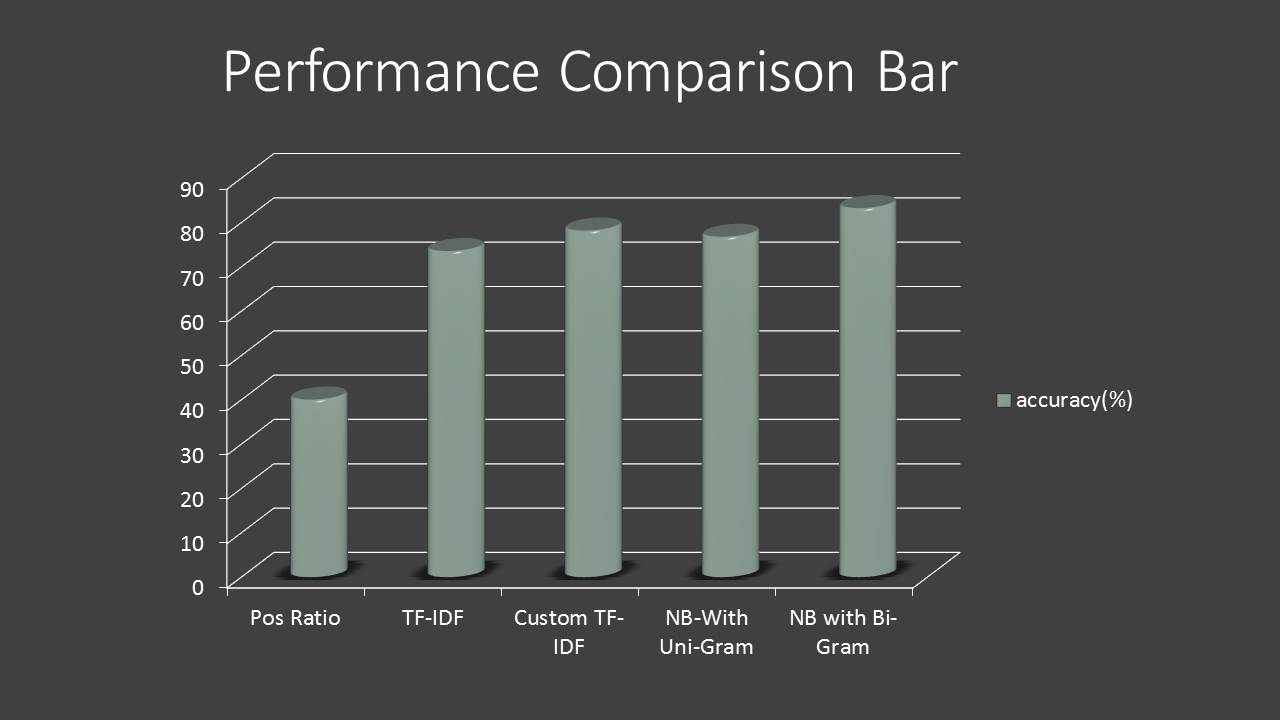 Performance Comparison Bar
90
80
70
60
50
40
30
20
10
0
Pos Ratio
TF-IDF
Custom TF-
IDF
NB-With
Uni-Gram
NB with Bi-
Gram
accuracy(%)